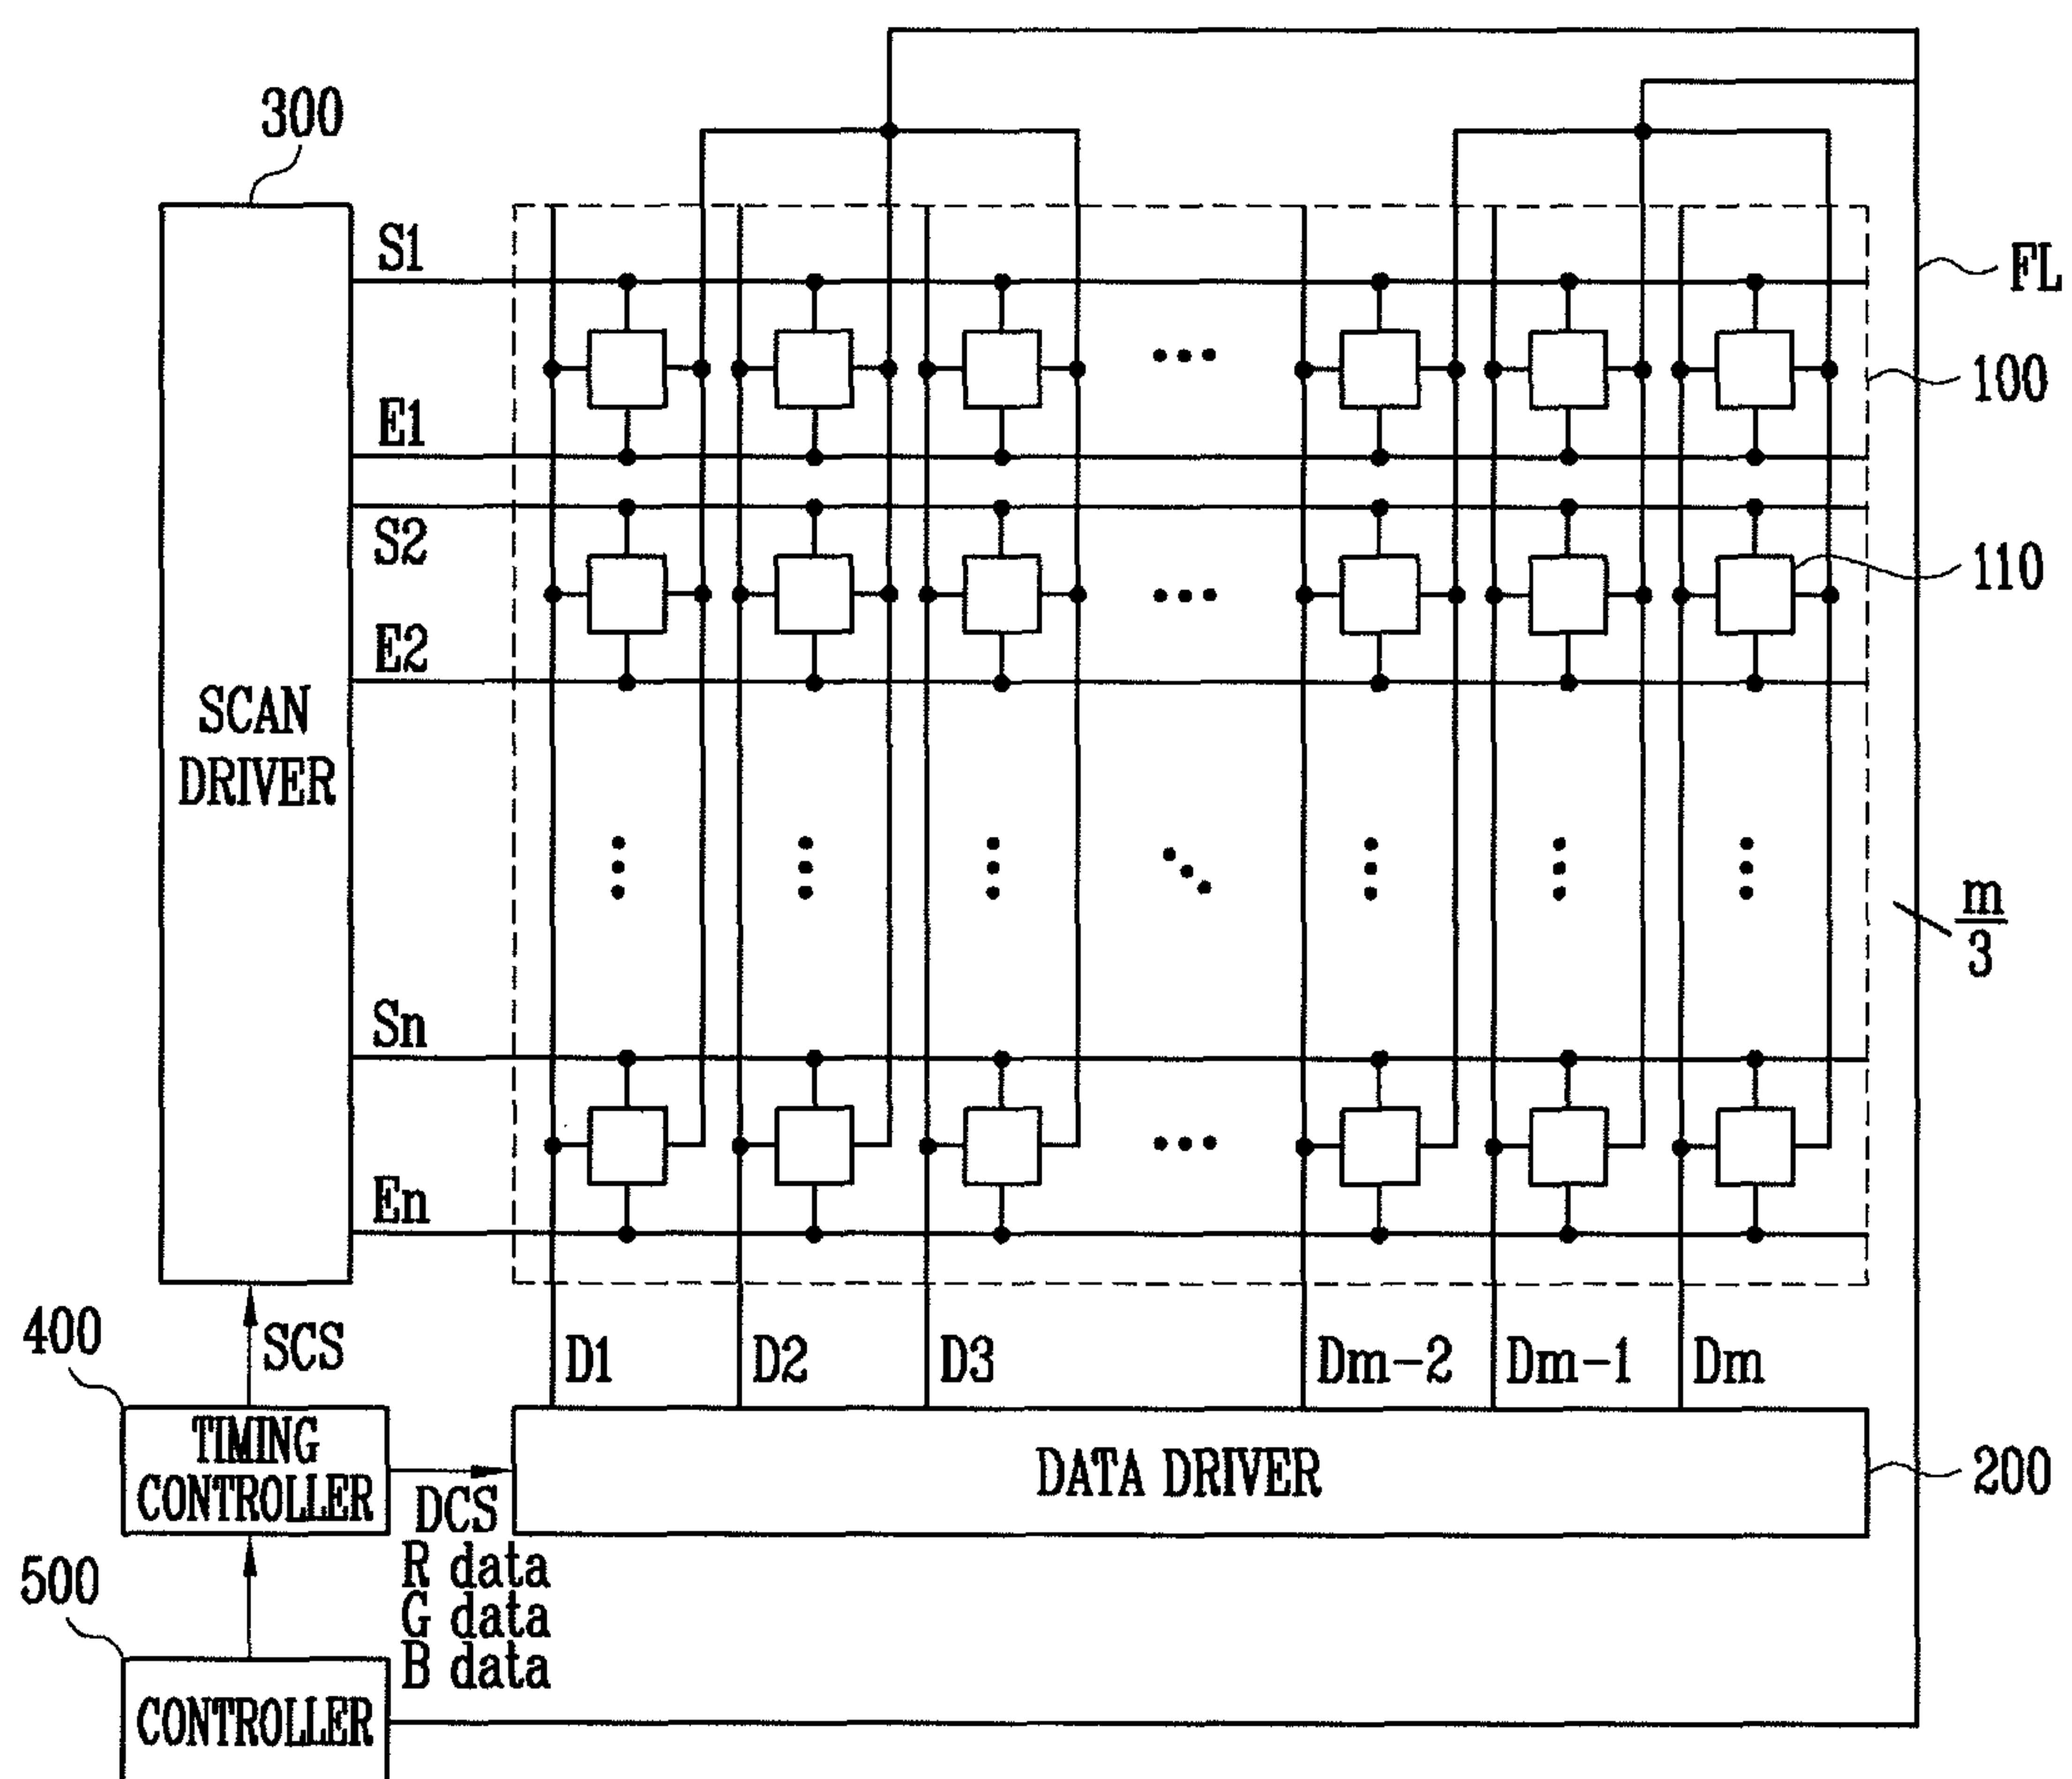 300
S1
FL
100
E1
S2
110
E2
SCAN
DRIVER
m
3
Sn
En
400
SCS
D1
D2
D3
Dm-2
Dm-1
Dm
TIMING
CONTROLLER
DATA DRIVER
200
DCS
R data
G data
B data
500
CONTROLLER